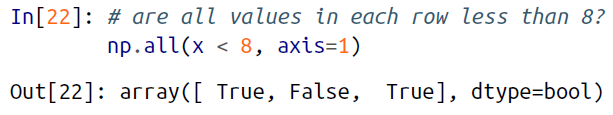 In[22]: # are all values in each row less than 8?
np.all(x < 8, axis=1)
Out[22]: array([ True, False,  True], dtype=bool)